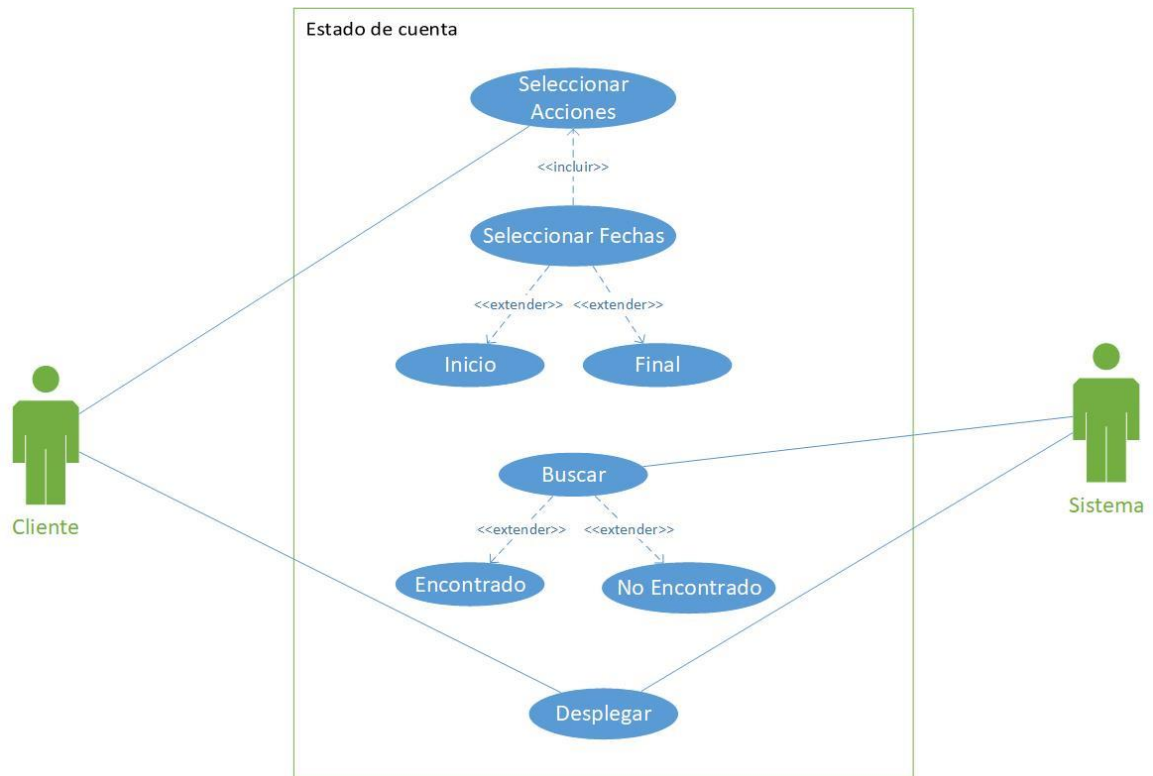 Estado de cuenta
Seleccionar
Acciones
<<incluir>>
Seleccionar Fechas
<<extender>> <<extender>>
Inicio Final
Buscar
Cliente
Sistema
<<extender>> <<extender>>
Encontrado No Encontrado
Desplegar